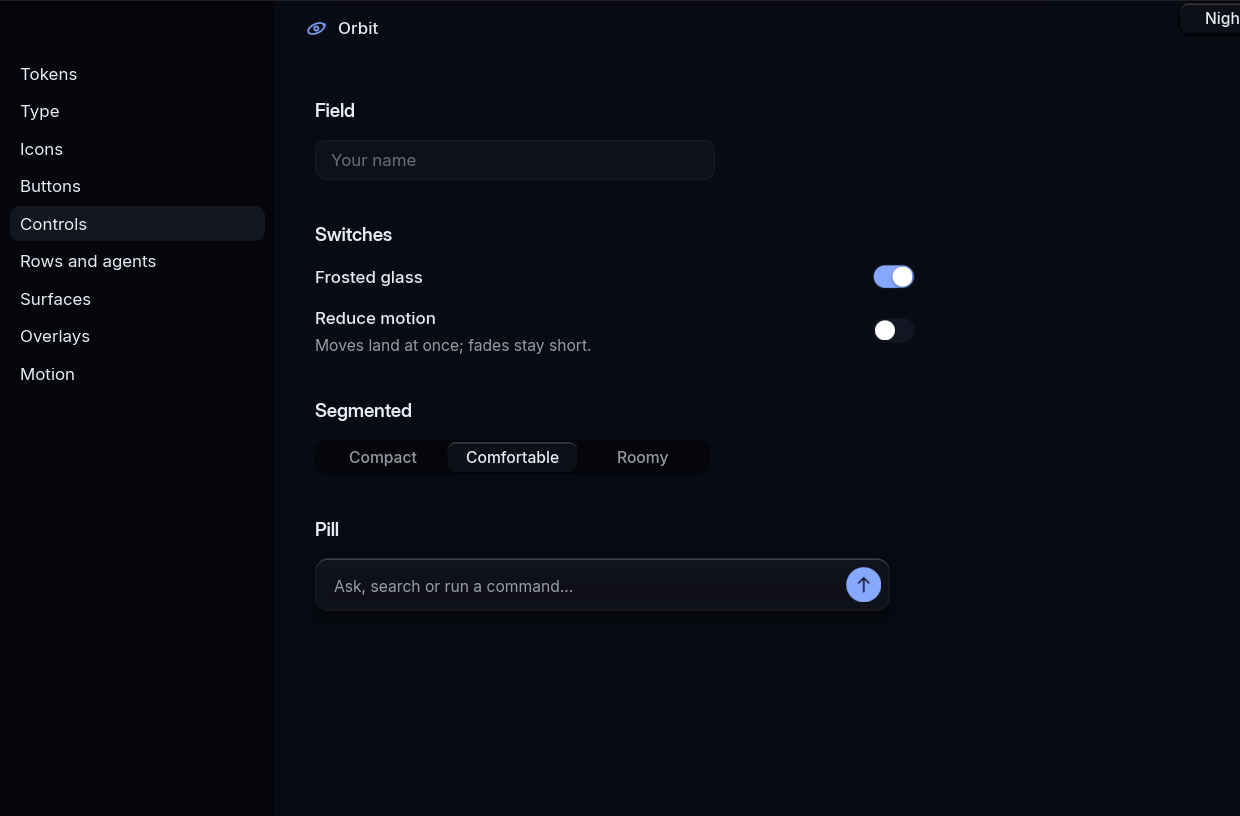 Orbit
Nigh
Tokens
Type
Icons
Buttons
Controls
Rows and agents
Surfaces
Overlays
Motion
Field
Your name
Switches
Frosted glass
Reduce motion
Moves land at once; fades stay short.
Segmented
Compact Comfortable Roomy
Pill
Ask, search or run a command...